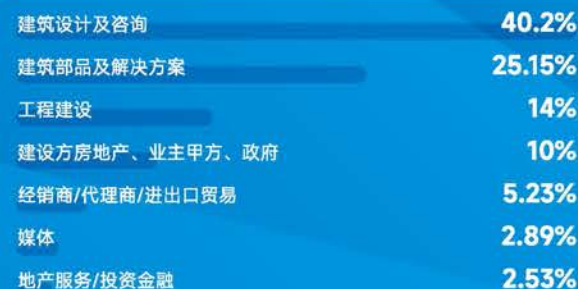 建筑设计及咨询 40.2%
建筑部品及解决方案 25.15%
工程建设 14%
建设方房地产、业主甲方、政府 10%
经销商/代理商/进出口贸易 5.23%
媒体 2.89%
地产服务/投资金融 2.53%